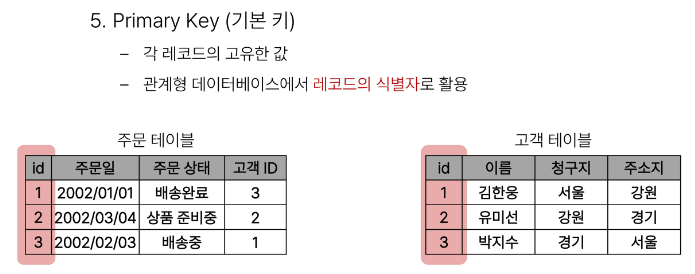 5. Primary Key (기본 키)
– 각 레코드의 고유한 값
– 관계형 데이터베이스에서 레코드의 식별자로 활용
주문 테이블
id 주문일 주문 상태 고객 ID
1 2002/01/01 배송완료 3
2 2002/03/04 상품 준비중 2
3 2002/02/03 배송중 1
고객 테이블
id 이름 청구지 주소지
1 김한웅 서울 강원
2 유미선 강원 경기
3 박지수 경기 서울